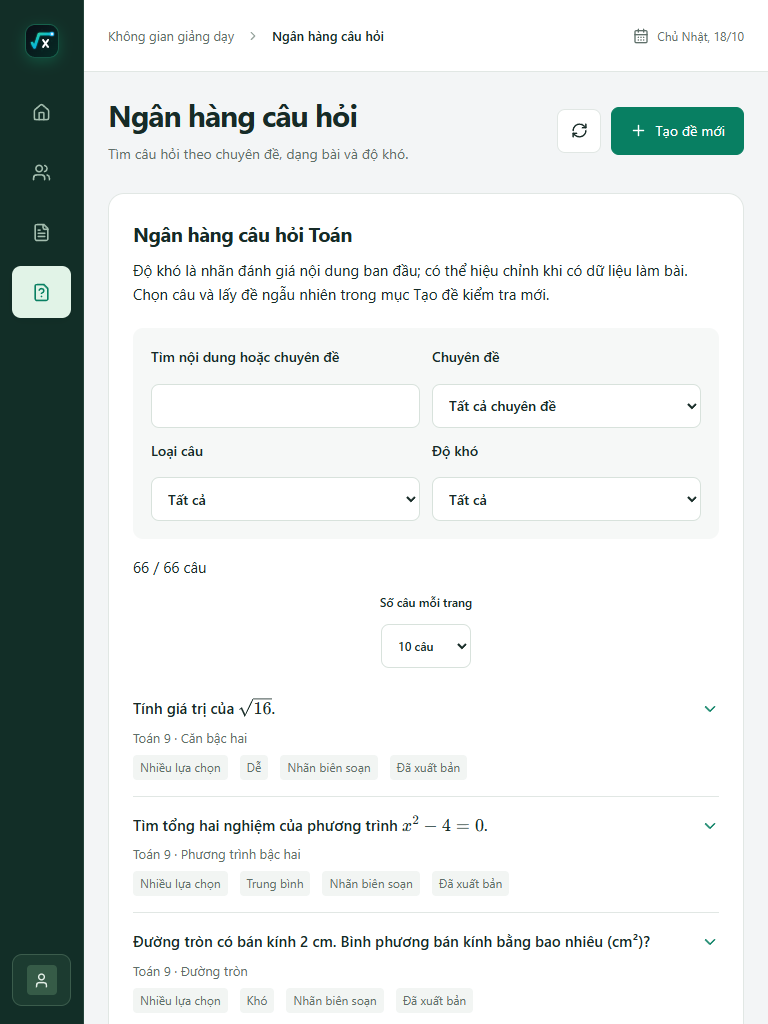 √x
Không gian giảng dạy > Ngân hàng câu hỏi
Chủ Nhật, 18/10
Ngân hàng câu hỏi
Tìm câu hỏi theo chuyên đề, dạng bài và độ khó.
+ Tạo đề mới
Ngân hàng câu hỏi Toán
Độ khó là nhãn đánh giá nội dung ban đầu; có thể hiệu chỉnh khi có dữ liệu làm bài.
Chọn câu và lấy đề ngẫu nhiên trong mục Tạo đề kiểm tra mới.
Tìm nội dung hoặc chuyên đề
Chuyên đề
Tất cả chuyên đề
Loại câu
Độ khó
Tất cả
Tất cả
66 / 66 câu
Số câu mỗi trang
10 câu
Tính giá trị của √16.
Toán 9 · Căn bậc hai
Nhiều lựa chọn Dễ Nhãn biên soạn Đã xuất bản
Tìm tổng hai nghiệm của phương trình x² − 4 = 0.
Toán 9 · Phương trình bậc hai
Nhiều lựa chọn Trung bình Nhãn biên soạn Đã xuất bản
Đường tròn có bán kính 2 cm. Bình phương bán kính bằng bao nhiêu (cm²)?
Toán 9 · Đường tròn
Nhiều lựa chọn Khó Nhãn biên soạn Đã xuất bản